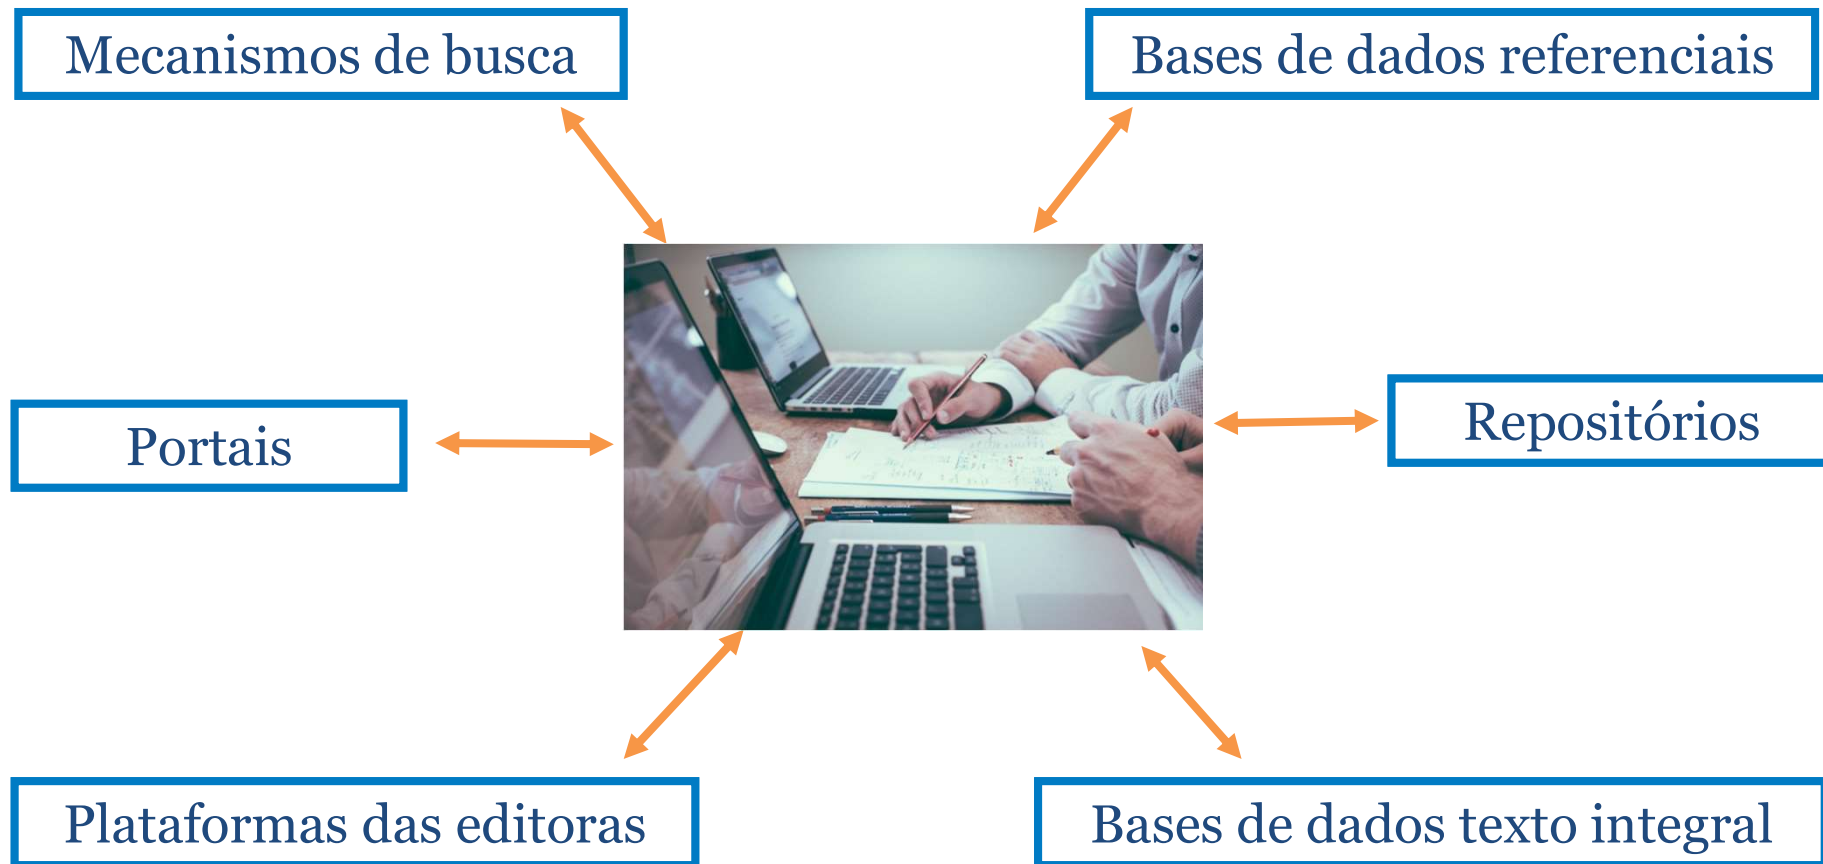 Mecanismos de busca
Bases de dados referenciais
Portais
Repositórios
Plataformas das editoras
Bases de dados texto integral